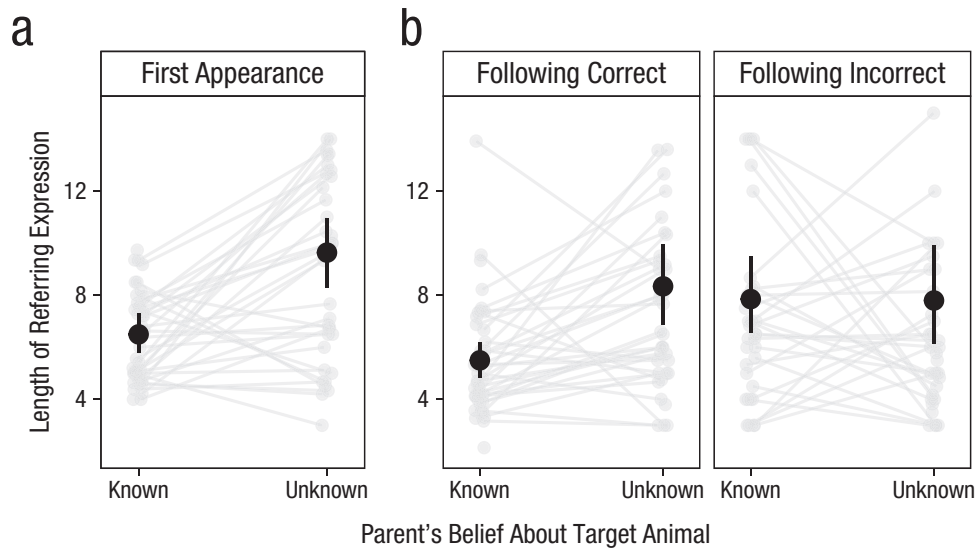 a
b
First Appearance
Following Correct
Following Incorrect
Length of Referring Expression
12
8
4
12
8
4
Known
Unknown
Known
Unknown
Known
Unknown
Parent's Belief About Target Animal